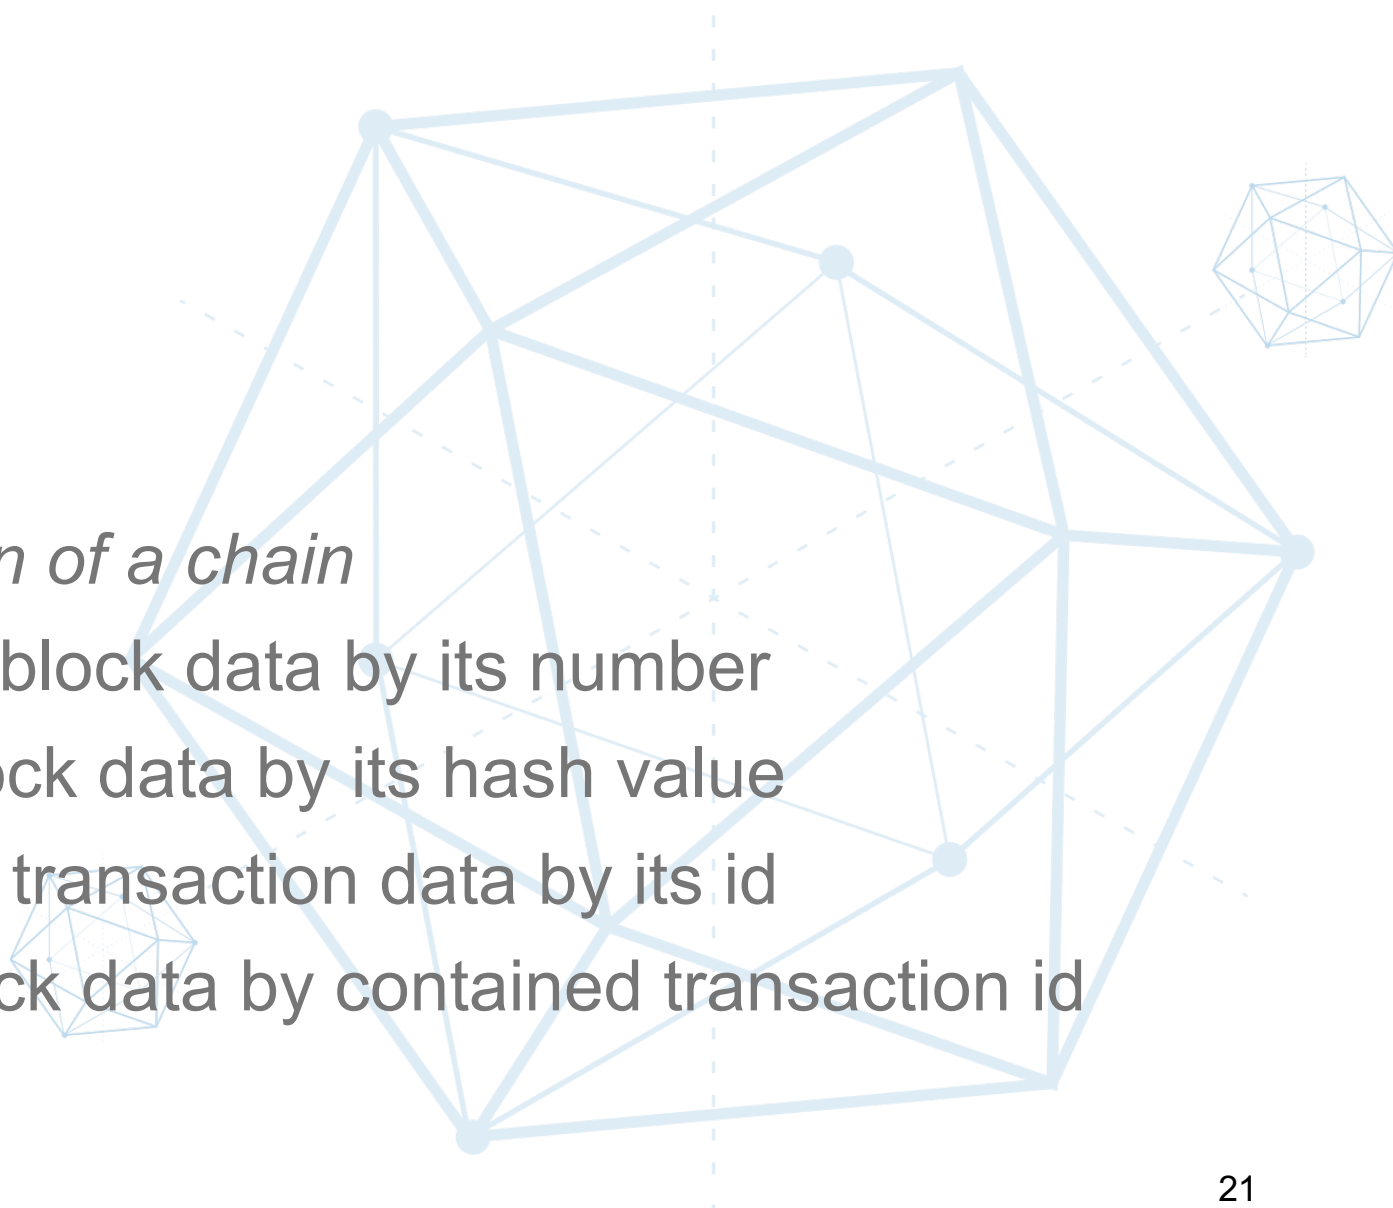 n of a chain
block data by its number
ock data by its hash value
transaction data by its id
ck data by contained transaction id
21